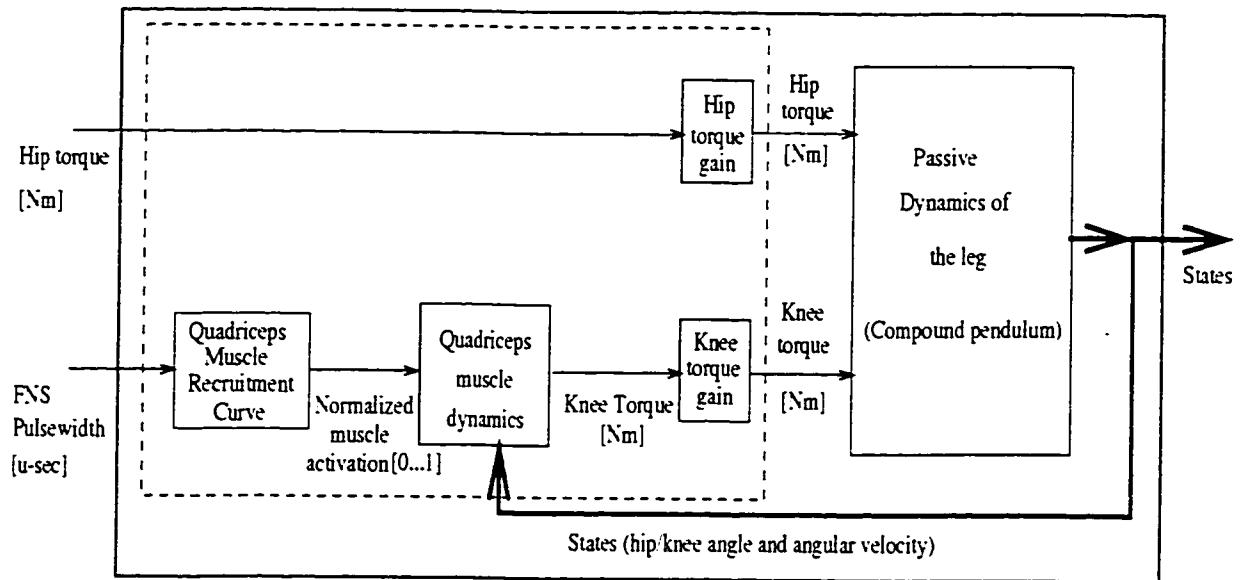 Hip torque
[Nm]
Hip
torque
gain
Hip
torque
[Nm]
Passive
Dynamics of
the leg
(Compound pendulum)
States
FNS
Pulsewidth
[u-sec]
Quadriceps
Muscle
Recruitment
Curve
Normalized
muscle
activation[0...1]
Quadriceps
muscle
dynamics
Knee Torque
[Nm]
Knee
torque
gain
Knee
torque
[Nm]
States (hip/knee angle and angular velocity)